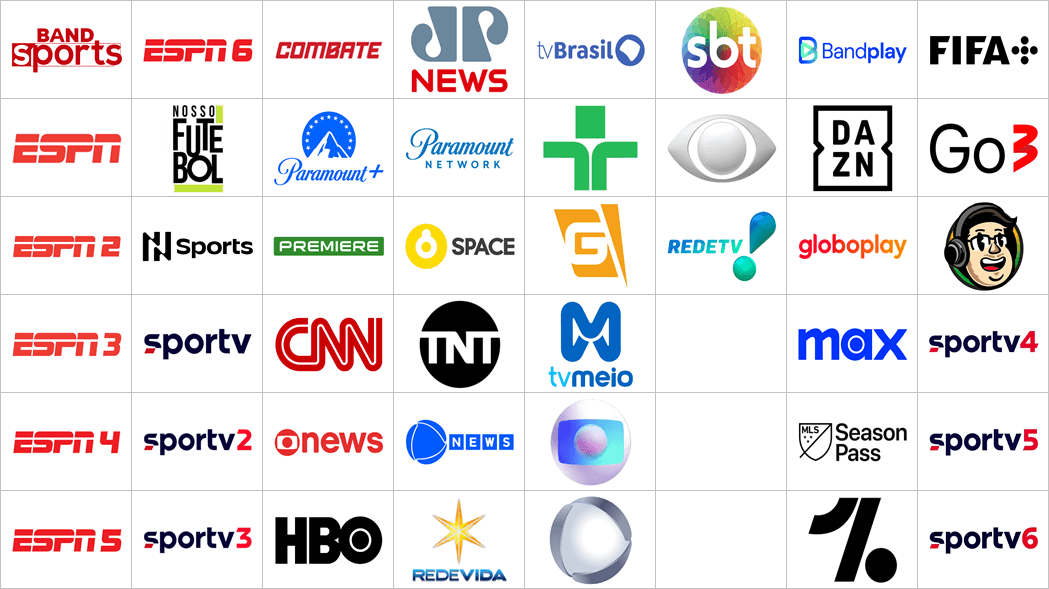 BAND
sports
ESPN 6
COMBATE
JP
NEWS
tvBrasil
sbt
Bandplay
FIFA+
ESPN
NOSSO
FUTE
BOL
Paramount+
Paramount
NETWORK
DA
ZN
Go3
ESPN 2
N Sports
PREMIERE
SPACE
G
REDETV!
globoplay
ESPN 3
sportv
CNN
TNT
M
tvmeio
max
sportv4
ESPN 4
sportv2
news
NEWS
MLS
Season
Pass
sportv5
ESPN 5
sportv3
HBO
REDEVIDA
1
sportv6